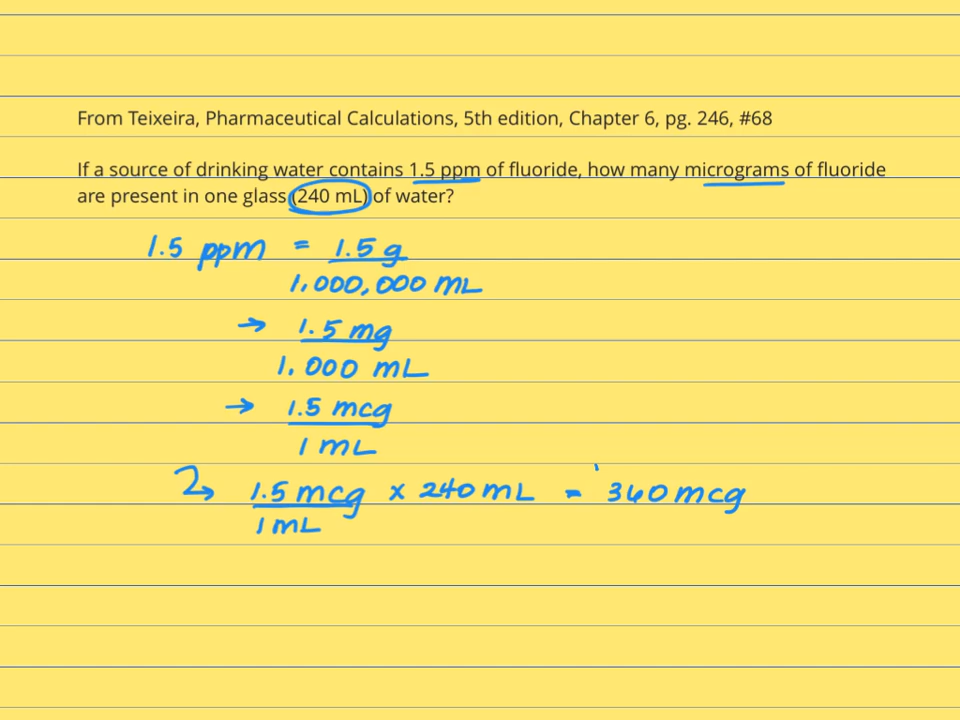 From Teixeira, Pharmaceutical Calculations, 5th edition, Chapter 6, pg. 246, #68
If a source of drinking water contains 1.5 ppm of fluoride, how many micrograms of fluoride
are present in one glass (240 mL) of water?
1.5 ppm = 1.5 g
1,000,000 mL
→ 1.5 mg
1,000 mL
→ 1.5 mcg
1 mL
↳ 1.5 mcg x 240 mL = 360 mcg
1 mL